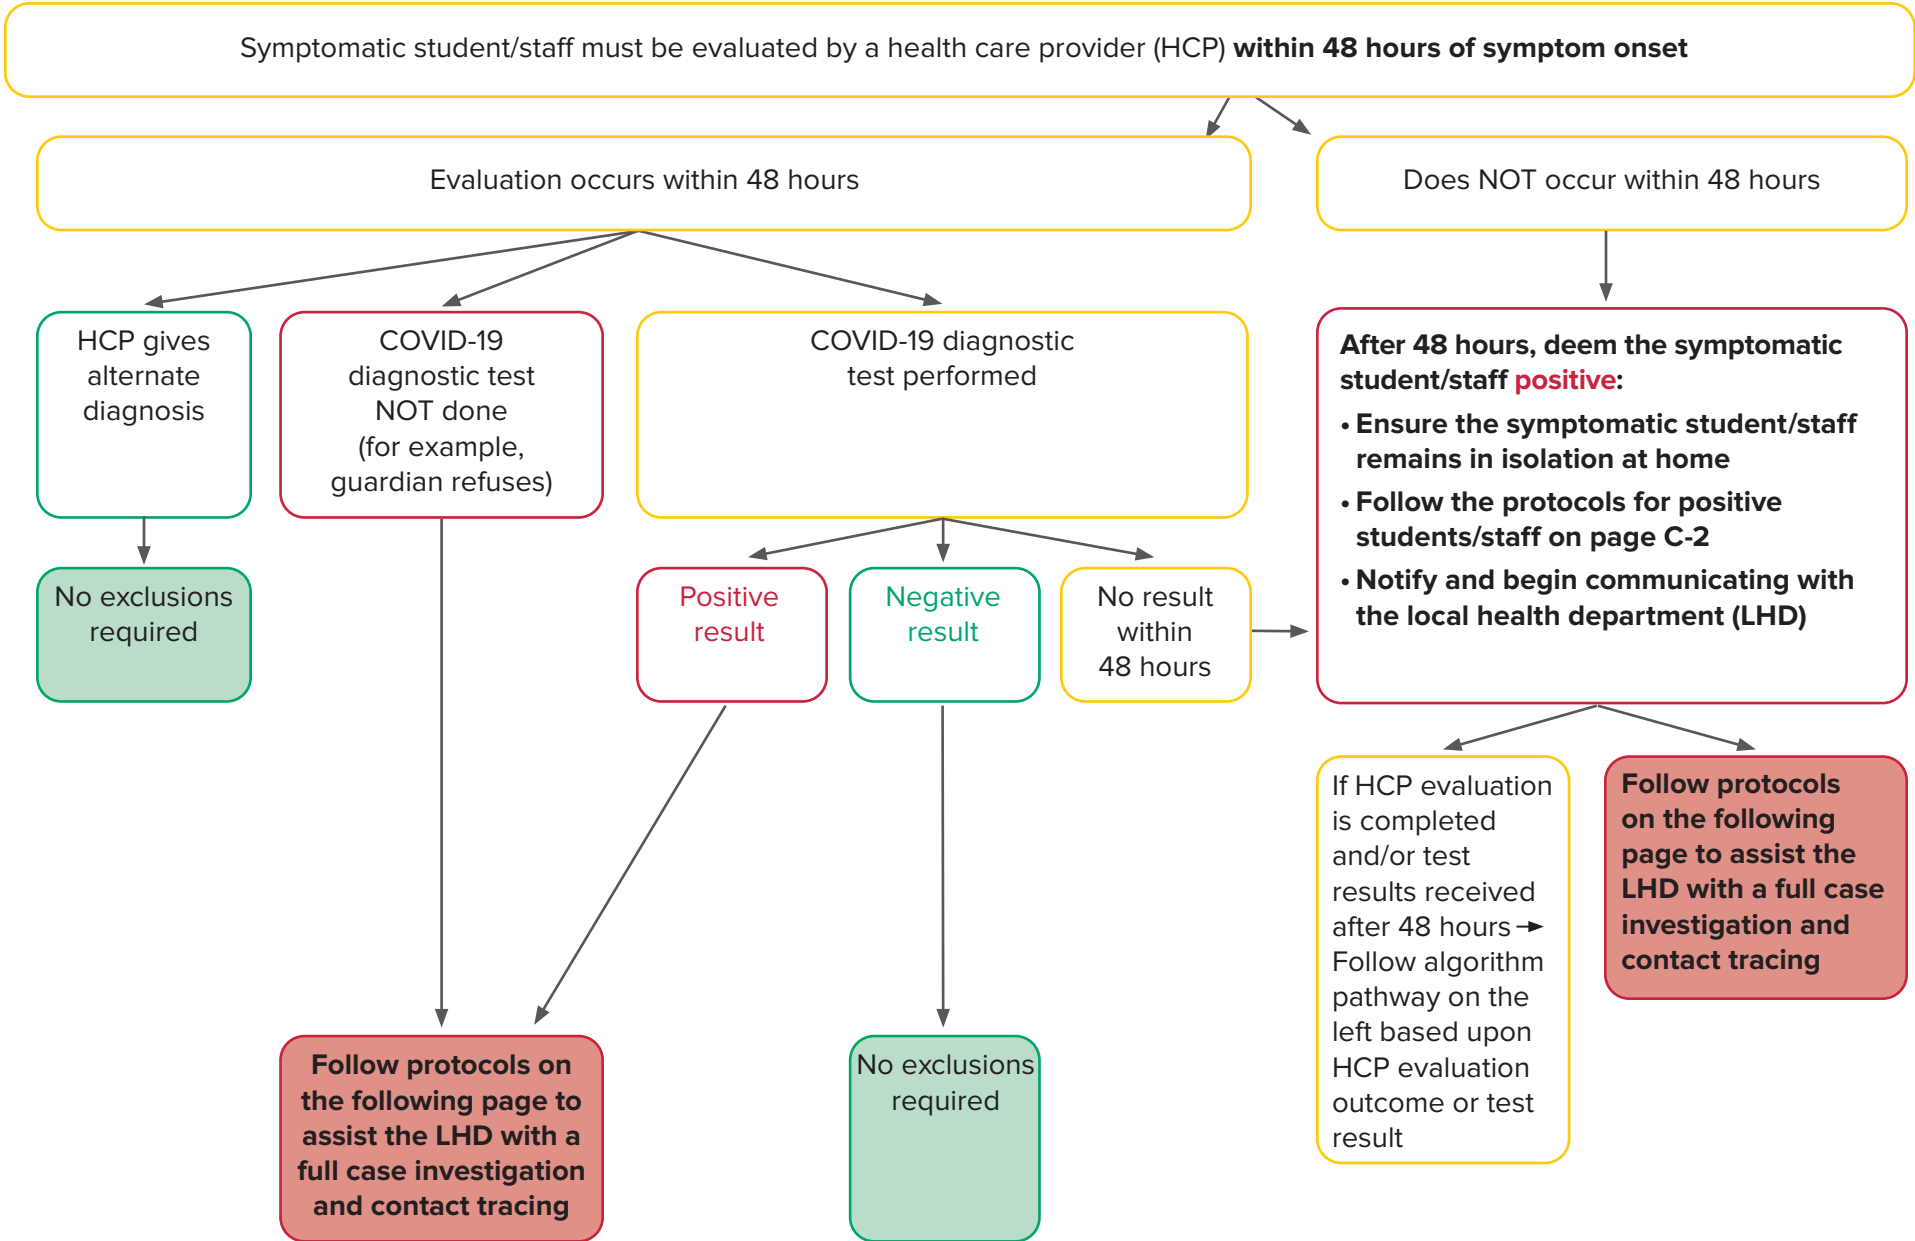 Symptomatic student/staff must be evaluated by a health care provider (HCP) within 48 hours of symptom onset
Evaluation occurs within 48 hours
Does NOT occur within 48 hours
HCP gives
alternate
diagnosis
COVID-19
diagnostic test
NOT done
(for example,
guardian refuses)
COVID-19 diagnostic
test performed
After 48 hours, deem the symptomatic
student/staff positive:
• Ensure the symptomatic student/staff
remains in isolation at home
• Follow the protocols for positive
students/staff on page C-2
• Notify and begin communicating with
the local health department (LHD)
No exclusions
required
Positive
result
Negative
result
No result
within
48 hours
If HCP evaluation
is completed
and/or test
results received
after 48 hours →
Follow algorithm
pathway on the
left based upon
HCP evaluation
outcome or test
result
Follow protocols
on the following
page to assist the
LHD with a full case
investigation and
contact tracing
Follow protocols on
the following page to
assist the LHD with a
full case investigation
and contact tracing
No exclusions
required